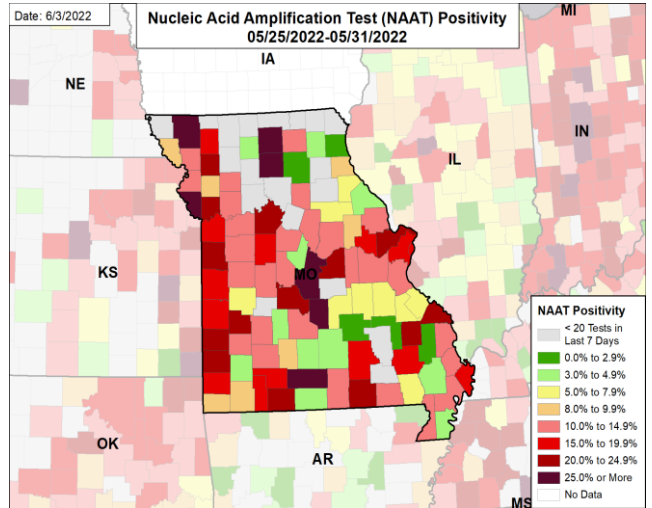 Date: 6/3/2022
Nucleic Acid Amplification Test (NAAT) Positivity
05/25/2022-05/31/2022
MI
IA
NE
IN
IL
KS
MO
OK
AR
MS
NAAT Positivity
< 20 Tests in
Last 7 Days
0.0% to 2.9%
3.0% to 4.9%
5.0% to 7.9%
8.0% to 9.9%
10.0% to 14.9%
15.0% to 19.9%
20.0% to 24.9%
25.0% or More
No Data